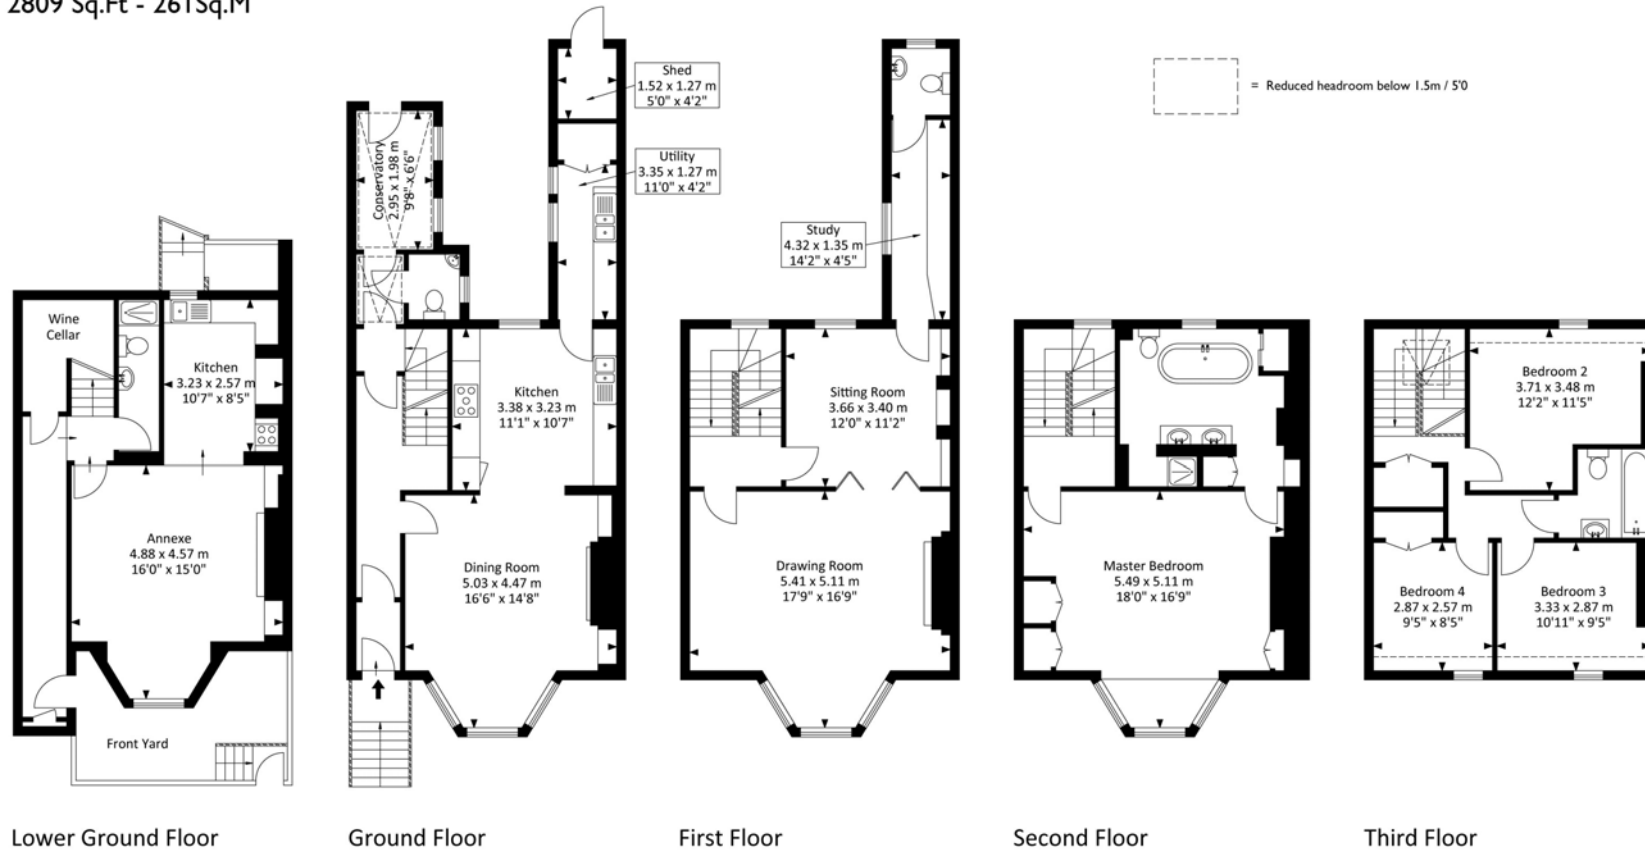 2809 Sq.Ft - 261Sq.M
Shed
1.52 x 1.27 m
5'0" x 4'2"
= Reduced headroom below 1.5m / 5'0
Conservatory
2.95 x 1.98 m
9'8" x 6'6"
Utility
3.35 x 1.27 m
11'0" x 4'2"
Study
4.32 x 1.35 m
14'2" x 4'5"
Wine
Cellar
Kitchen
3.23 x 2.57 m
10'7" x 8'5"
Kitchen
3.38 x 3.23 m
11'1" x 10'7"
Sitting Room
3.66 x 3.40 m
12'0" x 11'2"
Bedroom 2
3.71 x 3.48 m
12'2" x 11'5"
Annexe
4.88 x 4.57 m
16'0" x 15'0"
Dining Room
5.03 x 4.47 m
16'6" x 14'8"
Drawing Room
5.41 x 5.11 m
17'9" x 16'9"
Master Bedroom
5.49 x 5.11 m
18'0" x 16'9"
Bedroom 4
2.87 x 2.57 m
9'5" x 8'5"
Bedroom 3
3.33 x 2.87 m
10'11" x 9'5"
Front Yard
Lower Ground Floor
Ground Floor
First Floor
Second Floor
Third Floor